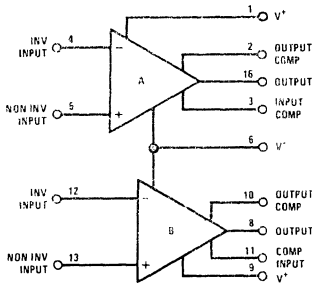 1 V⁺
INV INPUT 4 −
2 OUTPUT COMP
A
16 OUTPUT
NON INV INPUT 5 +
3 INPUT COMP
6 V⁻
INV INPUT 12 −
10 OUTPUT COMP
B
8 OUTPUT
NON INV INPUT 13 +
11 COMP INPUT
9 V⁺